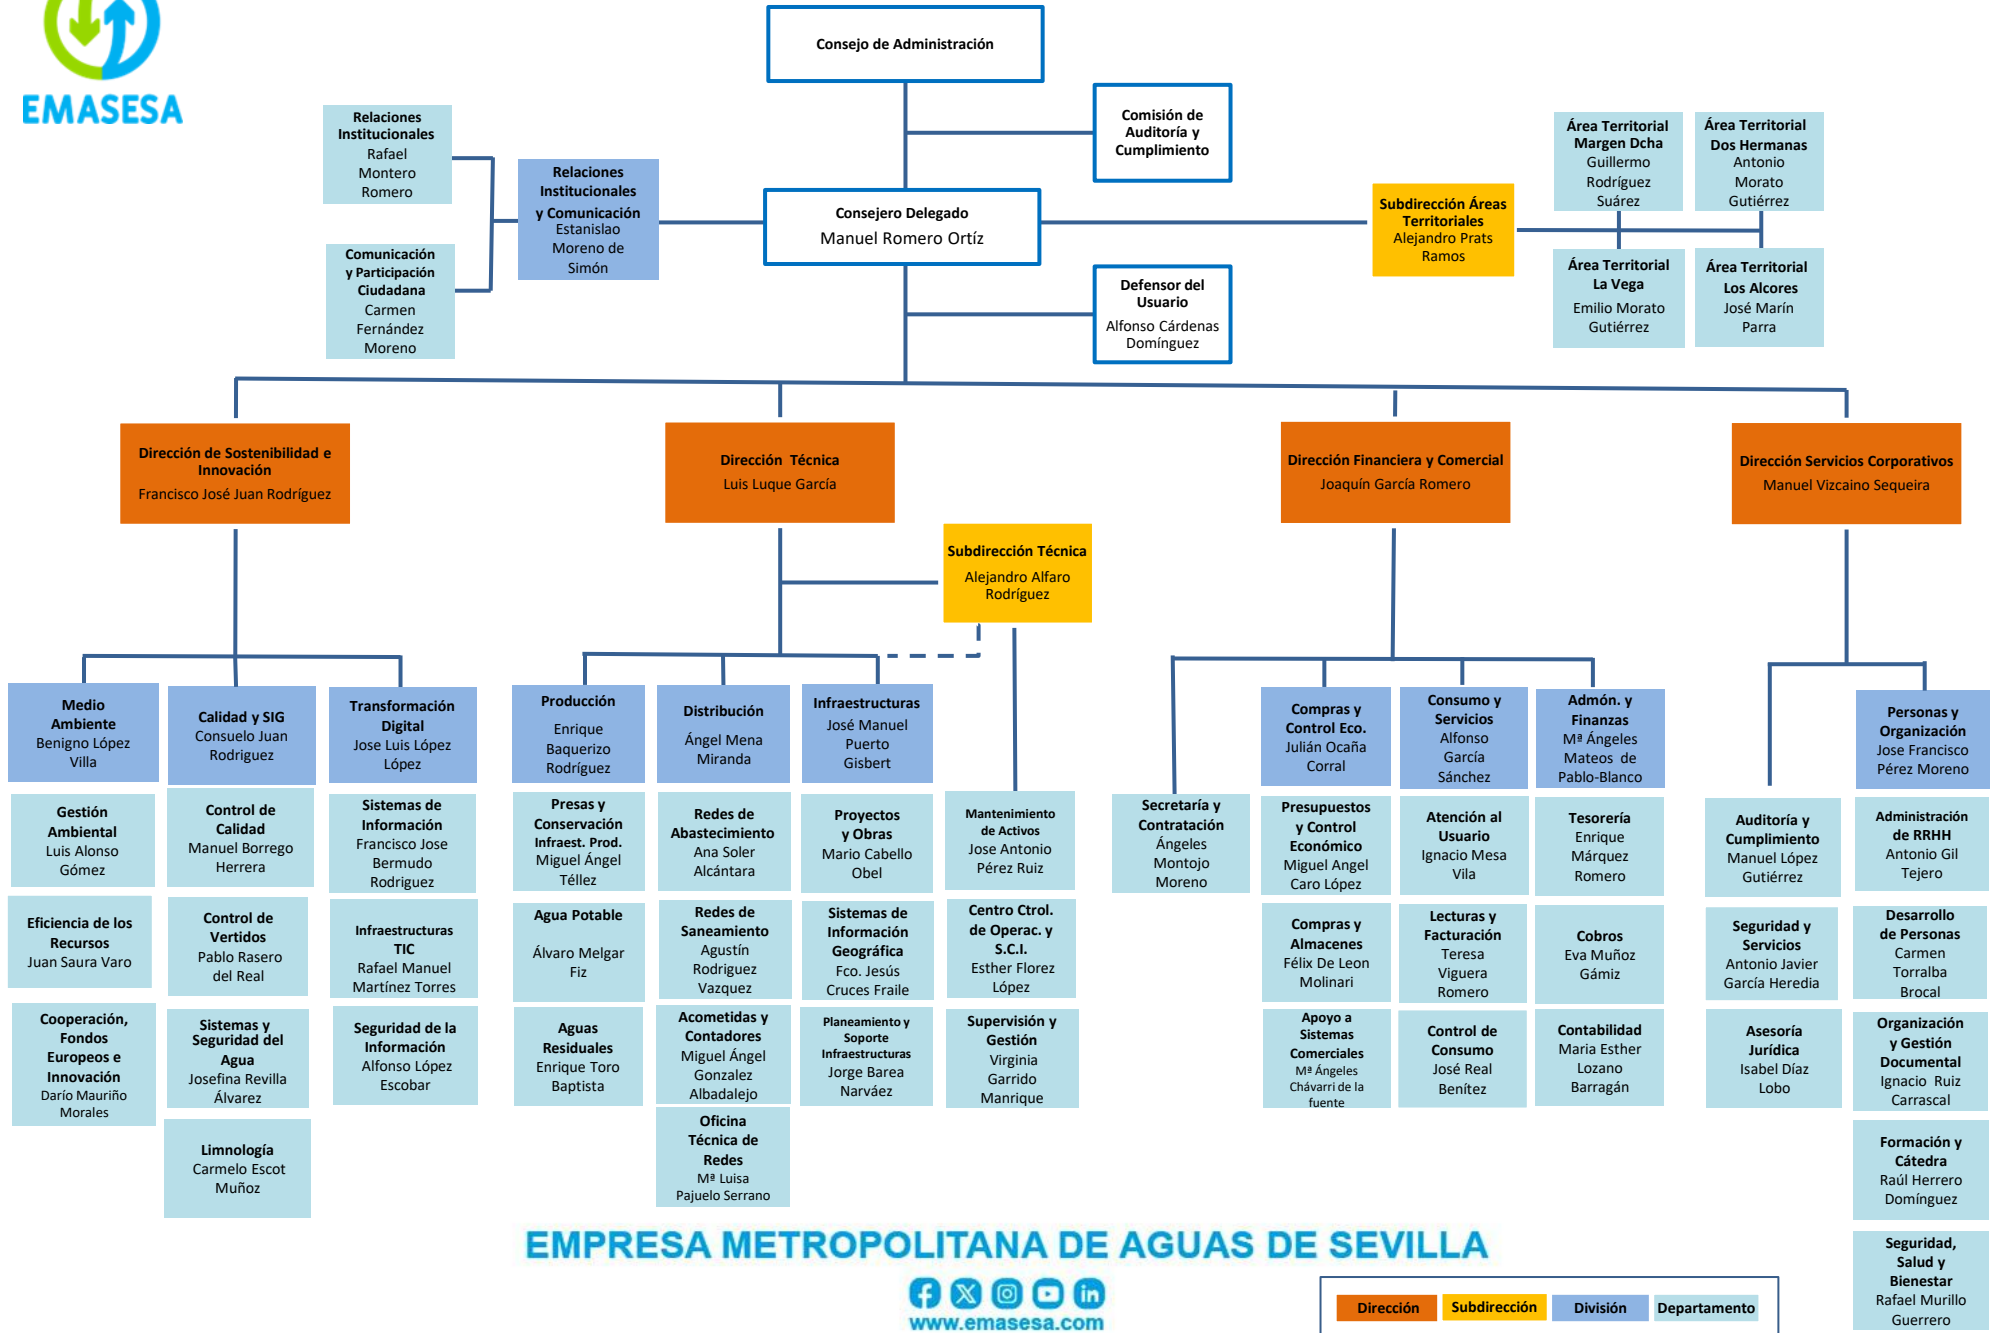 EMASESA
Consejo de Administración
Comisión de
Auditoría y
Cumplimiento
Relaciones
Institucionales
Rafael
Montero
Romero
Comunicación
y Participación
Ciudadana
Carmen
Fernández
Moreno
Relaciones
Institucionales
y Comunicación
Estanislao
Moreno de
Simón
Consejero Delegado
Manuel Romero Ortíz
Defensor del
Usuario
Alfonso Cárdenas
Domínguez
Subdirección Áreas
Territoriales
Alejandro Prats
Ramos
Área Territorial
Margen Dcha
Guillermo
Rodríguez
Suárez
Área Territorial
Dos Hermanas
Antonio
Morato
Gutiérrez
Área Territorial
La Vega
Emilio Morato
Gutiérrez
Área Territorial
Los Alcores
José Marín
Parra
Dirección de Sostenibilidad e
Innovación
Francisco José Juan Rodríguez
Dirección Técnica
Luis Luque García
Dirección Financiera y Comercial
Joaquín García Romero
Dirección Servicios Corporativos
Manuel Vizcaino Sequeira
Subdirección Técnica
Alejandro Alfaro
Rodríguez
Medio
Ambiente
Benigno López
Villa
Gestión
Ambiental
Luis Alonso
Gómez
Eficiencia de los
Recursos
Juan Saura Varo
Cooperación,
Fondos
Europeos e
Innovación
Darío Mauriño
Morales
Calidad y SIG
Consuelo Juan
Rodriguez
Control de
Calidad
Manuel Borrego
Herrera
Control de
Vertidos
Pablo Rasero
del Real
Sistemas y
Seguridad del
Agua
Josefina Revilla
Álvarez
Limnología
Carmelo Escot
Muñoz
Transformación
Digital
Jose Luis López
López
Sistemas de
Información
Francisco Jose
Bermudo
Rodriguez
Infraestructuras
TIC
Rafael Manuel
Martínez Torres
Seguridad de la
Información
Alfonso López
Escobar
Producción
Enrique
Baquerizo
Rodríguez
Presas y
Conservación
Infraest. Prod.
Miguel Ángel
Téllez
Agua Potable
Álvaro Melgar
Fiz
Aguas
Residuales
Enrique Toro
Baptista
Distribución
Ángel Mena
Miranda
Redes de
Abastecimiento
Ana Soler
Alcántara
Redes de
Saneamiento
Agustín
Rodriguez
Vazquez
Acometidas y
Contadores
Miguel Ángel
Gonzalez
Albadalejo
Oficina
Técnica de
Redes
Mª Luisa
Pajuelo Serrano
Infraestructuras
José Manuel
Puerto
Gisbert
Proyectos
y Obras
Mario Cabello
Obel
Sistemas de
Información
Geográfica
Fco. Jesús
Cruces Fraile
Planeamiento y
Soporte
Infraestructuras
Jorge Barea
Narváez
Mantenimiento
de Activos
Jose Antonio
Pérez Ruiz
Centro Ctrol.
de Operac. y
S.C.I.
Esther Florez
López
Supervisión y
Gestión
Virginia
Garrido
Manrique
Secretaría y
Contratación
Ángeles
Montojo
Moreno
Compras y
Control Eco.
Julián Ocaña
Corral
Presupuestos
y Control
Económico
Miguel Angel
Caro López
Compras y
Almacenes
Félix De Leon
Molinari
Apoyo a
Sistemas
Comerciales
Mª Ángeles
Chávarri de la
fuente
Consumo y
Servicios
Alfonso
García
Sánchez
Atención al
Usuario
Ignacio Mesa
Vila
Lecturas y
Facturación
Teresa
Viguera
Romero
Control de
Consumo
José Real
Benítez
Admón. y
Finanzas
Mª Ángeles
Mateos de
Pablo-Blanco
Tesorería
Enrique
Márquez
Romero
Cobros
Eva Muñoz
Gámiz
Contabilidad
Maria Esther
Lozano
Barragán
Auditoría y
Cumplimiento
Manuel López
Gutiérrez
Seguridad y
Servicios
Antonio Javier
García Heredia
Asesoría
Jurídica
Isabel Díaz
Lobo
Personas y
Organización
Jose Francisco
Pérez Moreno
Administración
de RRHH
Antonio Gil
Tejero
Desarrollo
de Personas
Carmen
Torralba
Brocal
Organización
y Gestión
Documental
Ignacio Ruiz
Carrascal
Formación y
Cátedra
Raúl Herrero
Domínguez
Seguridad,
Salud y
Bienestar
Rafael Murillo
Guerrero
EMPRESA METROPOLITANA DE AGUAS DE SEVILLA
www.emasesa.com
Dirección Subdirección División Departamento